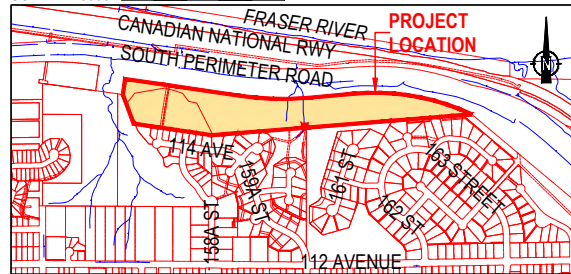 FRASER RIVER
CANADIAN NATIONAL RWY
SOUTH PERIMETER ROAD
PROJECT
LOCATION
N
114 AVE
158A ST
159A ST
161 ST
162 ST
163 STREET
112 AVENUE